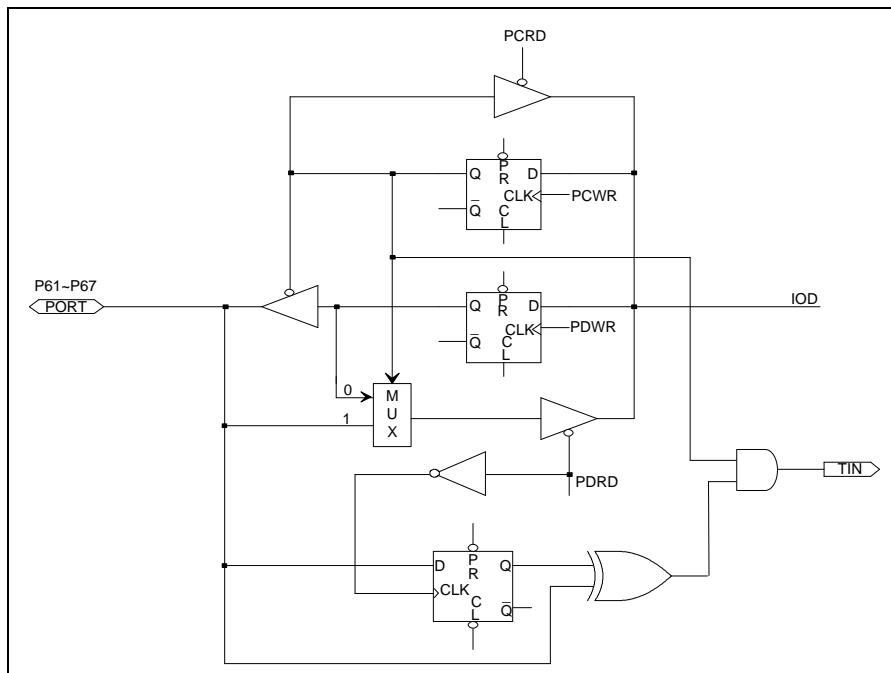 PCRD
P
R
Q
D
CLK
PCWR
Q
C
L
P61~P67
PORT
P
R
Q
D
IOD
CLK
PDWR
Q
C
L
0
M
1
U
X
PDRD
TIN
D
P
R
Q
CLK
C
L
Q